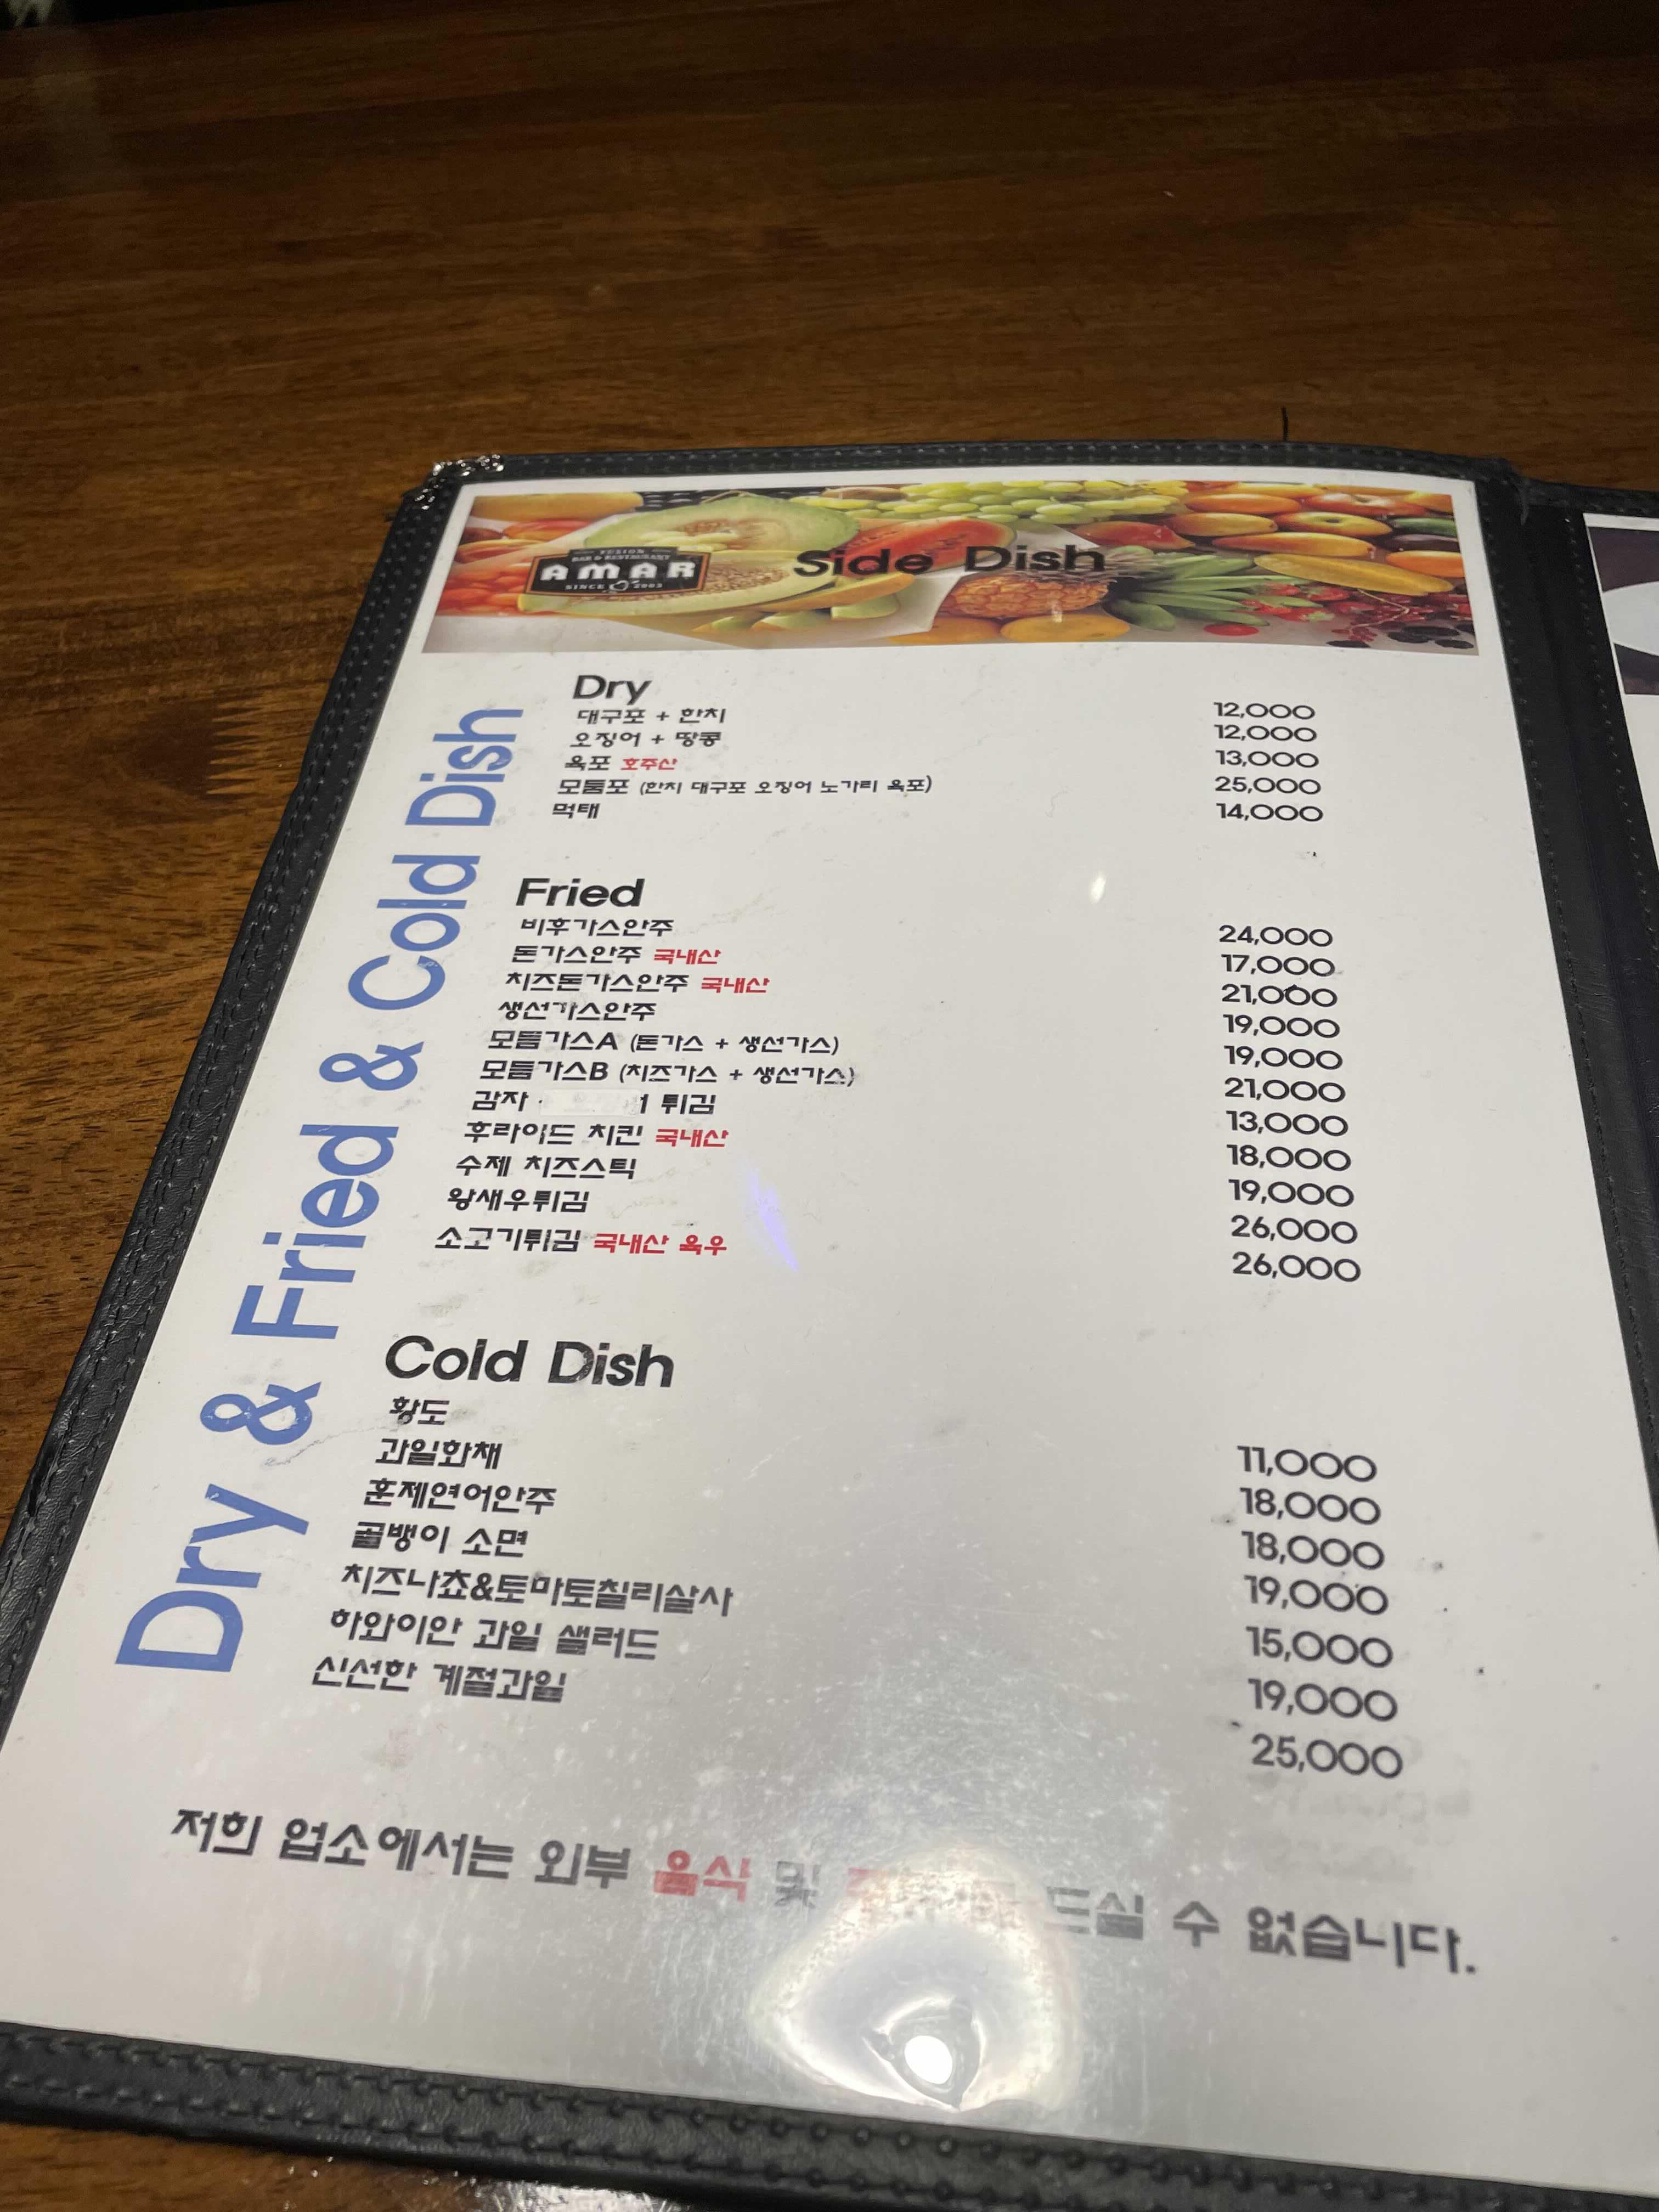 FUSION
BAR & RESTAURANT
AMAR
SINCE 2003
Side Dish
Dry & Fried & Cold Dish
Dry
대구포 + 한치 12,000
오징어 + 땅콩 12,000
육포 호주산 13,000
모듬포 (한치 대구포 오징어 노가리 육포) 25,000
먹태 14,000
Fried
비후가스안주 24,000
돈가스안주 국내산 17,000
치즈돈가스안주 국내산 21,000
생선가스안주 19,000
모듬가스A (돈가스 + 생선가스) 19,000
모듬가스B (치즈가스 + 생선가스) 21,000
감자 튀김 13,000
후라이드 치킨 국내산 18,000
수제 치즈스틱 19,000
왕새우튀김 26,000
소고기튀김 국내산 육우 26,000
Cold Dish
황도 11,000
과일화채 18,000
훈제연어안주 18,000
골뱅이 소면 19,000
치즈나쵸&토마토칠리살사 15,000
하와이안 과일 샐러드 19,000
신선한 계절과일 25,000
저희 업소에서는 외부 음식 및 드실 수 없습니다.